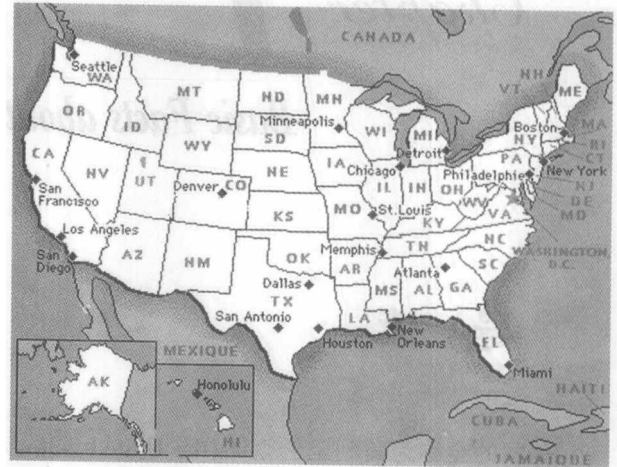 CANADA
Seattle
WA
MT
ND
MN
ME
NH
VT
OR
ID
Minneapolis
SD
WI
MI
Boston
MA
NY
RI
CT
WY
Detroit
CA
IA
Chicago
PA
New York
NV
UT
NE
Philadelphie
NJ
Denver
CO
IL
IN
OH
DE
San
Francisco
WV
MD
KS
MO
St.Louis
KY
VA
Los Angeles
NC
WASHINGTON
D.C.
San
Diego
AZ
NM
OK
Memphis
TN
AR
Atlanta
SC
Dallas
MS
AL
GA
TX
San Antonio
LA
New
Orleans
Houston
FL
MEXIQUE
Miami
AK
Honolulu
HI
HAITI
CUBA
JAMAIQUE